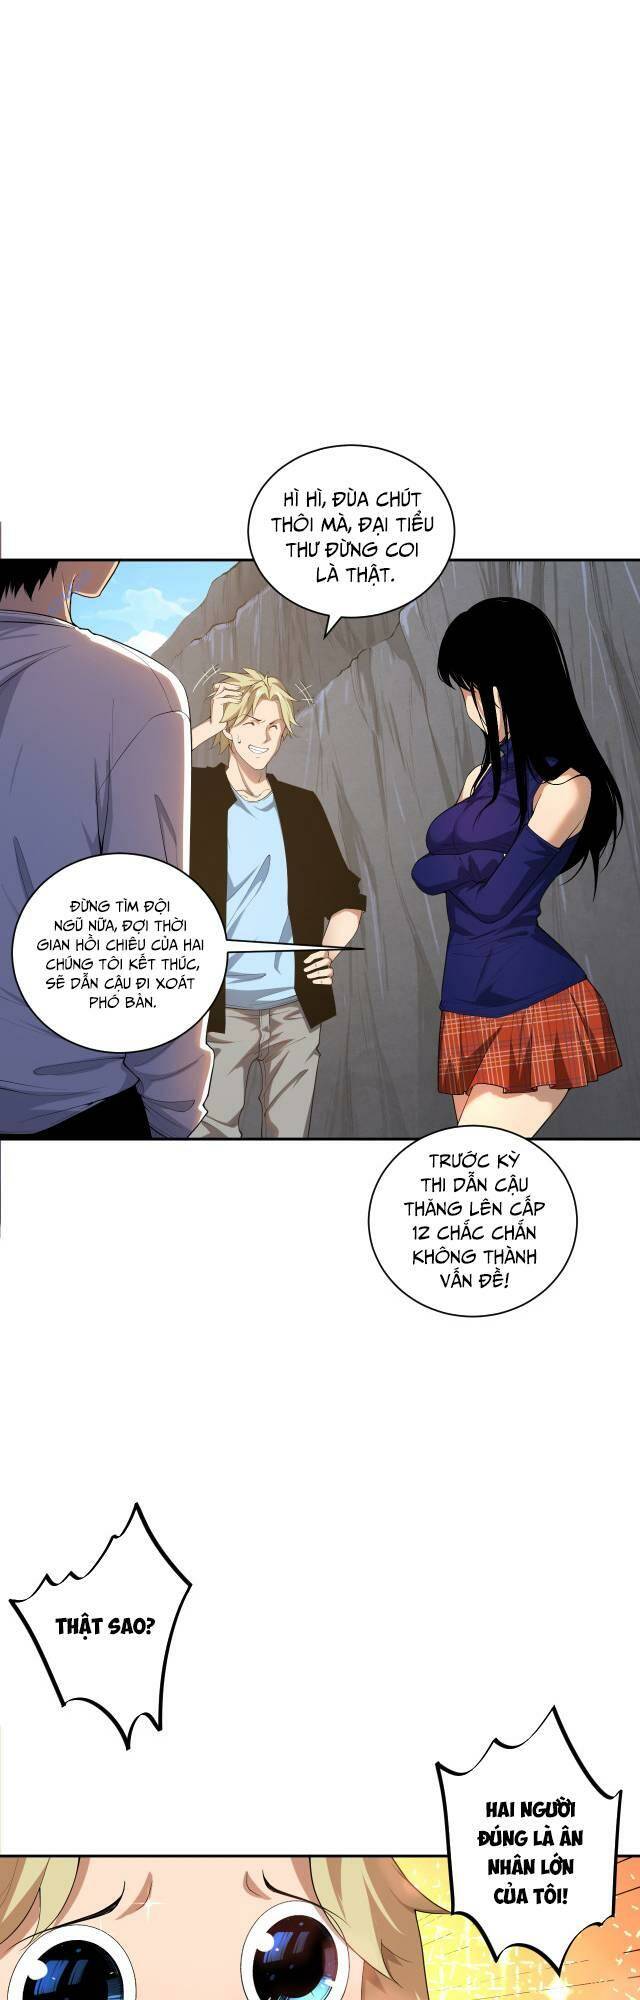 HÌ HÌ, ĐÙA CHÚT
THÔI MÀ, ĐẠI TIỂU
THƯ ĐỪNG COI
LÀ THẬT.
ĐỪNG TÌM ĐỘI
NGŨ NỮA, ĐỢI THỜI
GIAN HỒI CHIÊU CỦA HAI
CHÚNG TÔI KẾT THÚC,
SẼ DẪN CẬU ĐI XOÁT
PHÓ BẢN.
TRƯỚC KỲ
THI DẪN CẬU
THĂNG LÊN CẤP
12 CHẮC CHẮN
KHÔNG THÀNH
VẤN ĐỀ!
THẬT SAO?
HAI NGƯỜI
ĐÚNG LÀ ÂN
NHÂN LỚN
CỦA TÔI!